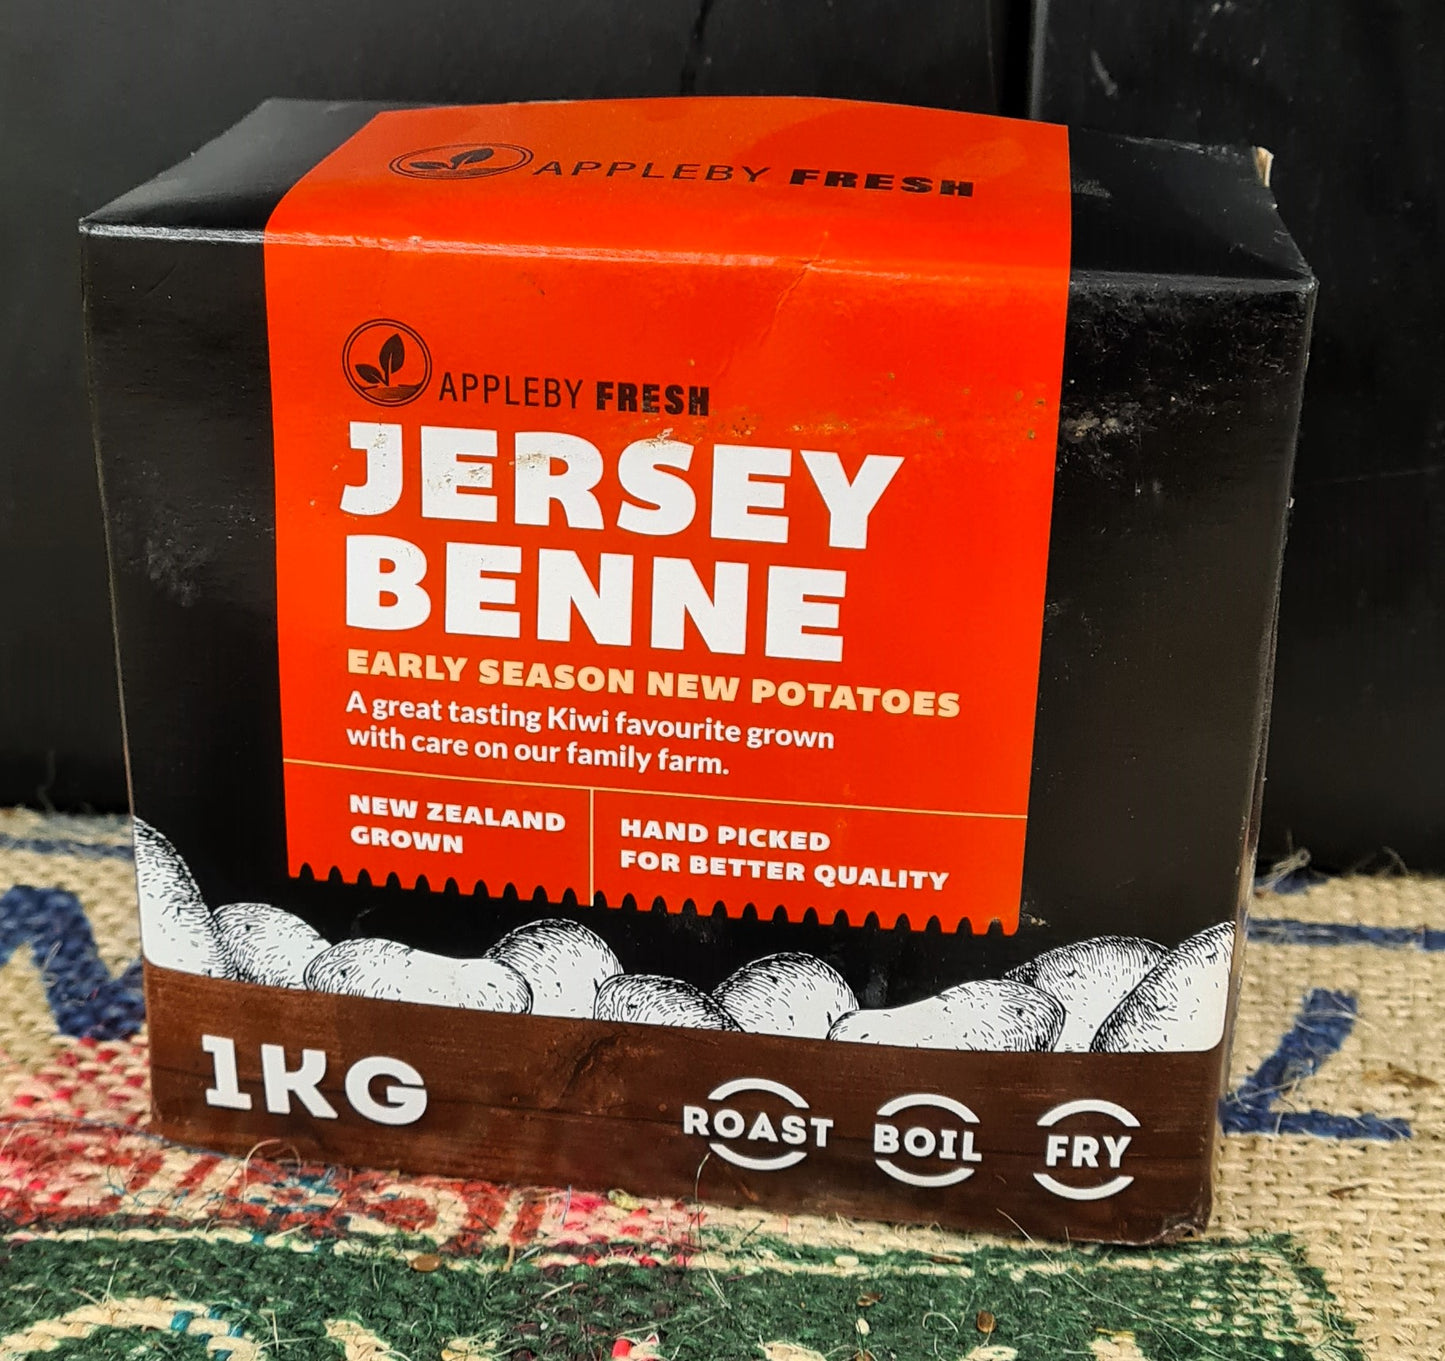 APPLEBY FRESH
APPLEBY FRESH
JERSEY
BENNE
EARLY SEASON NEW POTATOES
A great tasting Kiwi favourite grown
with care on our family farm.
NEW ZEALAND
GROWN
HAND PICKED
FOR BETTER QUALITY
1KG
ROAST
BOIL
FRY